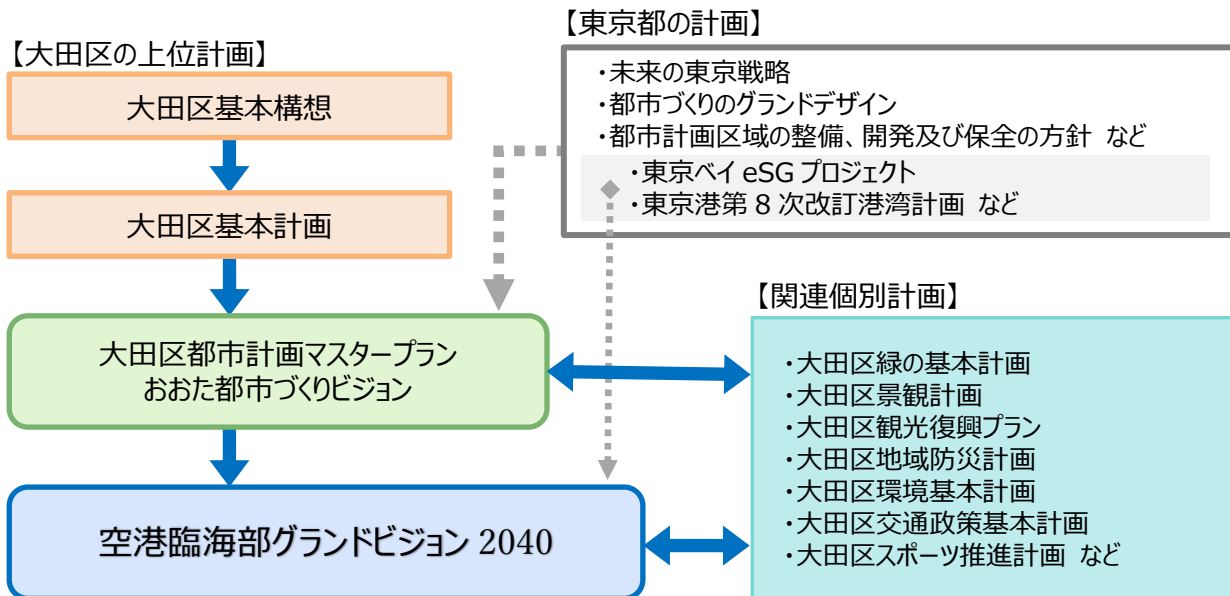 【大田区の上位計画】
大田区基本構想
大田区基本計画
大田区都市計画マスタープラン
おおた都市づくりビジョン
空港臨海部グランドビジョン 2040
【東京都の計画】
・未来の東京戦略
・都市づくりのグランドデザイン
・都市計画区域の整備、開発及び保全の方針 など
・東京ベイ eSG プロジェクト
・東京港第 8 次改訂港湾計画 など
【関連個別計画】
・大田区緑の基本計画
・大田区景観計画
・大田区観光復興プラン
・大田区地域防災計画
・大田区環境基本計画
・大田区交通政策基本計画
・大田区スポーツ推進計画 など